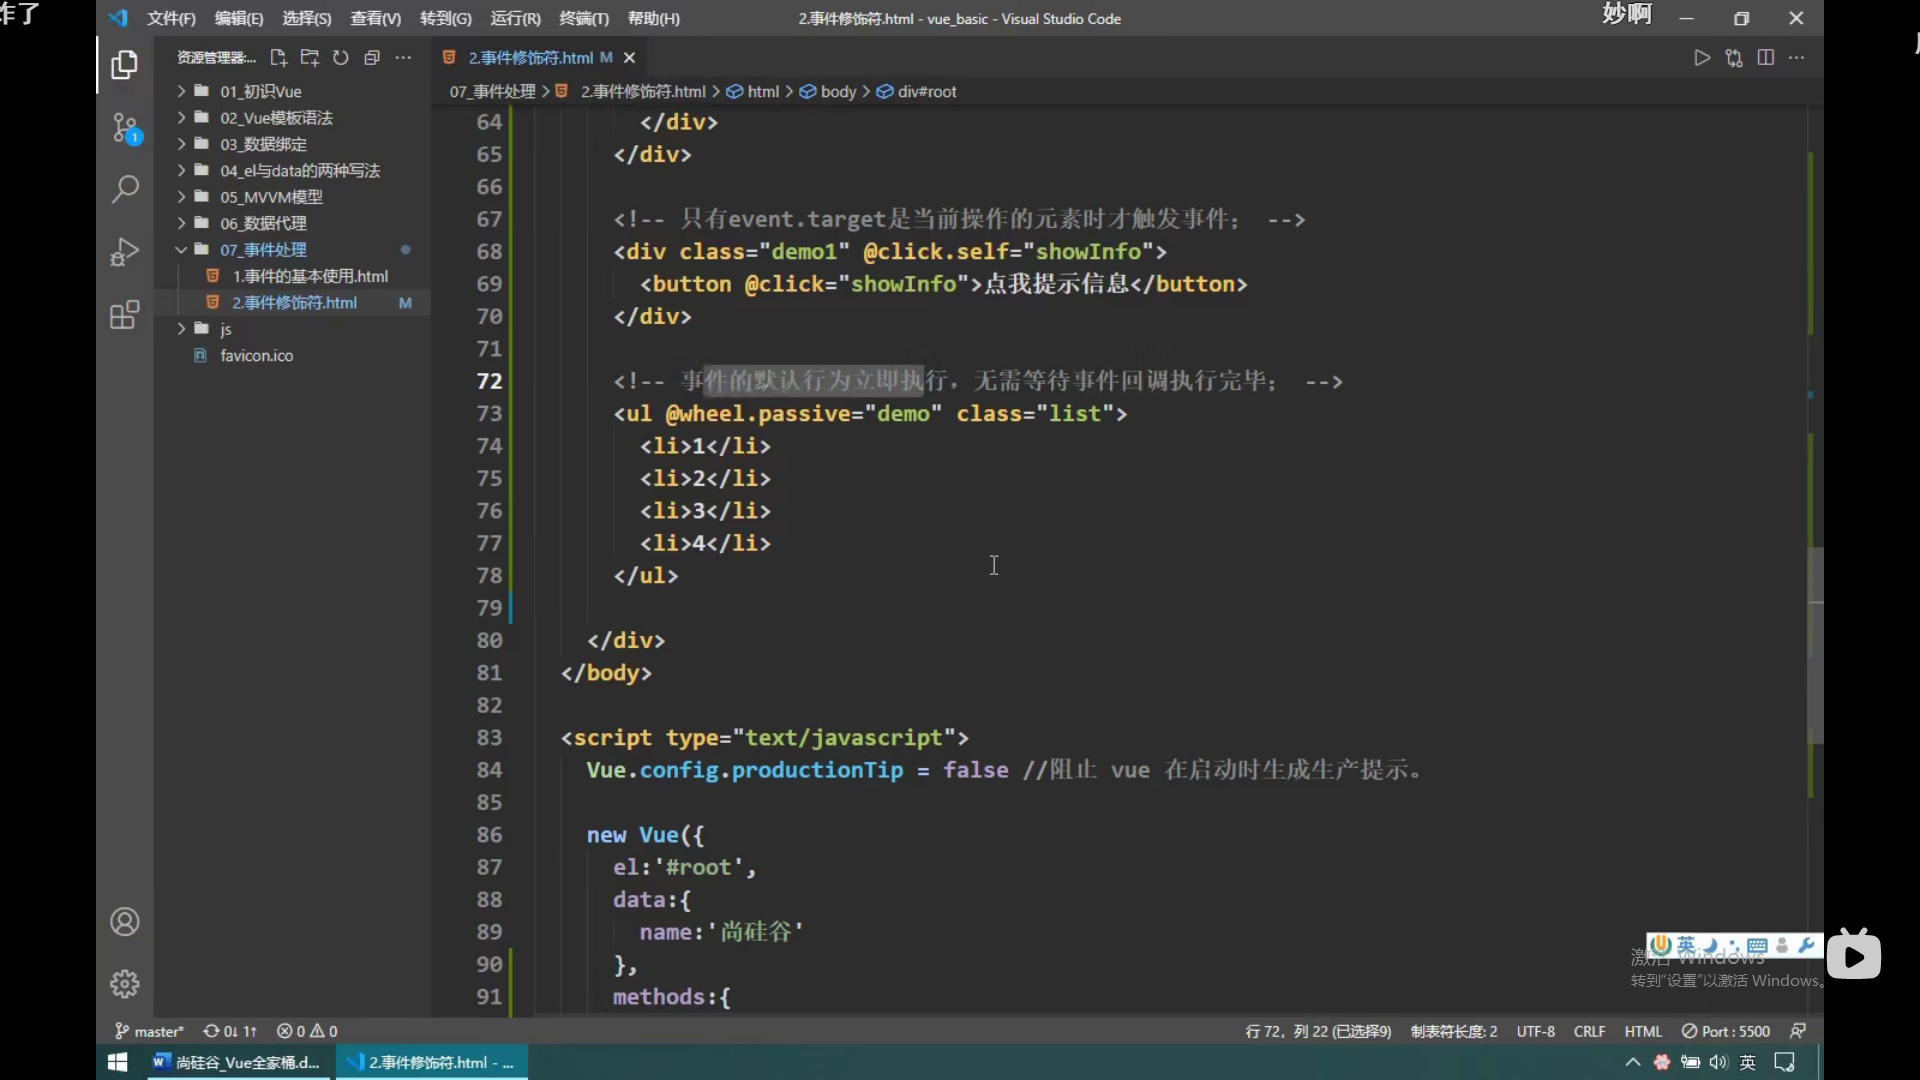 炸了
文件(F) 编辑(E) 选择(S) 查看(V) 转到(G) 运行(R) 终端(T) 帮助(H) 2.事件修饰符.html - vue_basic - Visual Studio Code 妙啊
资源管理器:...
2.事件修饰符.html M
07_事件处理 > 2.事件修饰符.html > html > body > div#root
01_初识Vue
02_Vue模板语法
03_数据绑定
04_el与data的两种写法
05_MVVM模型
06_数据代理
07_事件处理
1.事件的基本使用.html
2.事件修饰符.html M
js
favicon.ico
1
64 </div>
65 </div>
66
67 <!-- 只有event.target是当前操作的元素时才触发事件； -->
68 <div class="demo1" @click.self="showInfo">
69 <button @click="showInfo">点我提示信息</button>
70 </div>
71
72 <!-- 事件的默认行为立即执行，无需等待事件回调执行完毕； -->
73 <ul @wheel.passive="demo" class="list">
74 <li>1</li>
75 <li>2</li>
76 <li>3</li>
77 <li>4</li>
78 </ul>
79
80 </div>
81 </body>
82
83 <script type="text/javascript">
84 Vue.config.productionTip = false //阻止 vue 在启动时生成生产提示。
85
86 new Vue({
87 el:'#root',
88 data:{
89 name:'尚硅谷'
90 },
91 methods:{
英
激活 Windows
转到"设置"以激活 Windows。
master* 0↓ 1↑ 0 0 行 72，列 22 (已选择9) 制表符长度: 2 UTF-8 CRLF HTML Port : 5500
尚硅谷_Vue全家桶.d... 2.事件修饰符.html - ... 英